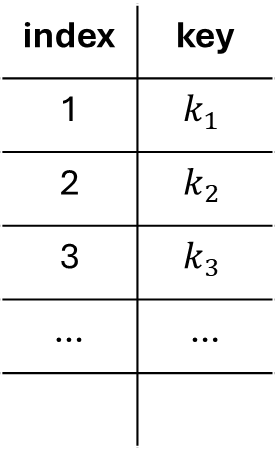 index key
1 k₁
2 k₂
3 k₃
... ...